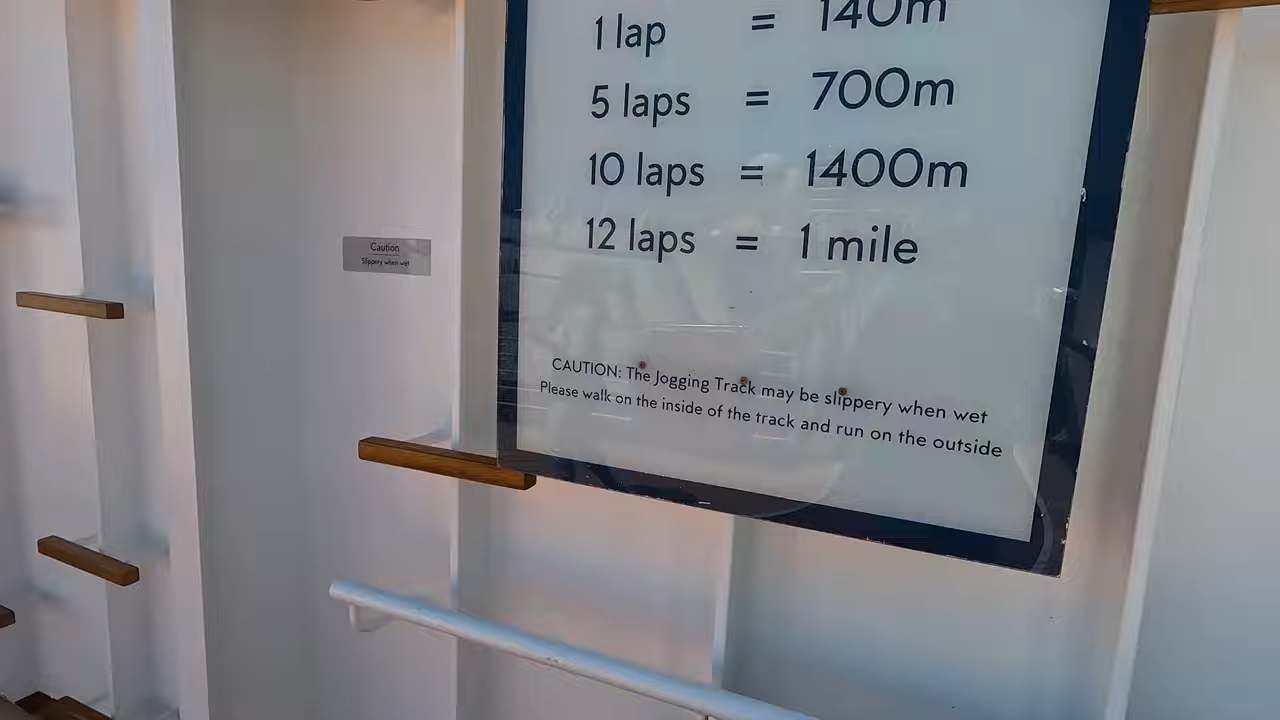 1 lap = 140m
5 laps = 700m
10 laps = 1400m
12 laps = 1 mile
Caution
Slippery when wet
CAUTION: The Jogging Track may be slippery when wet
Please walk on the inside of the track and run on the outside